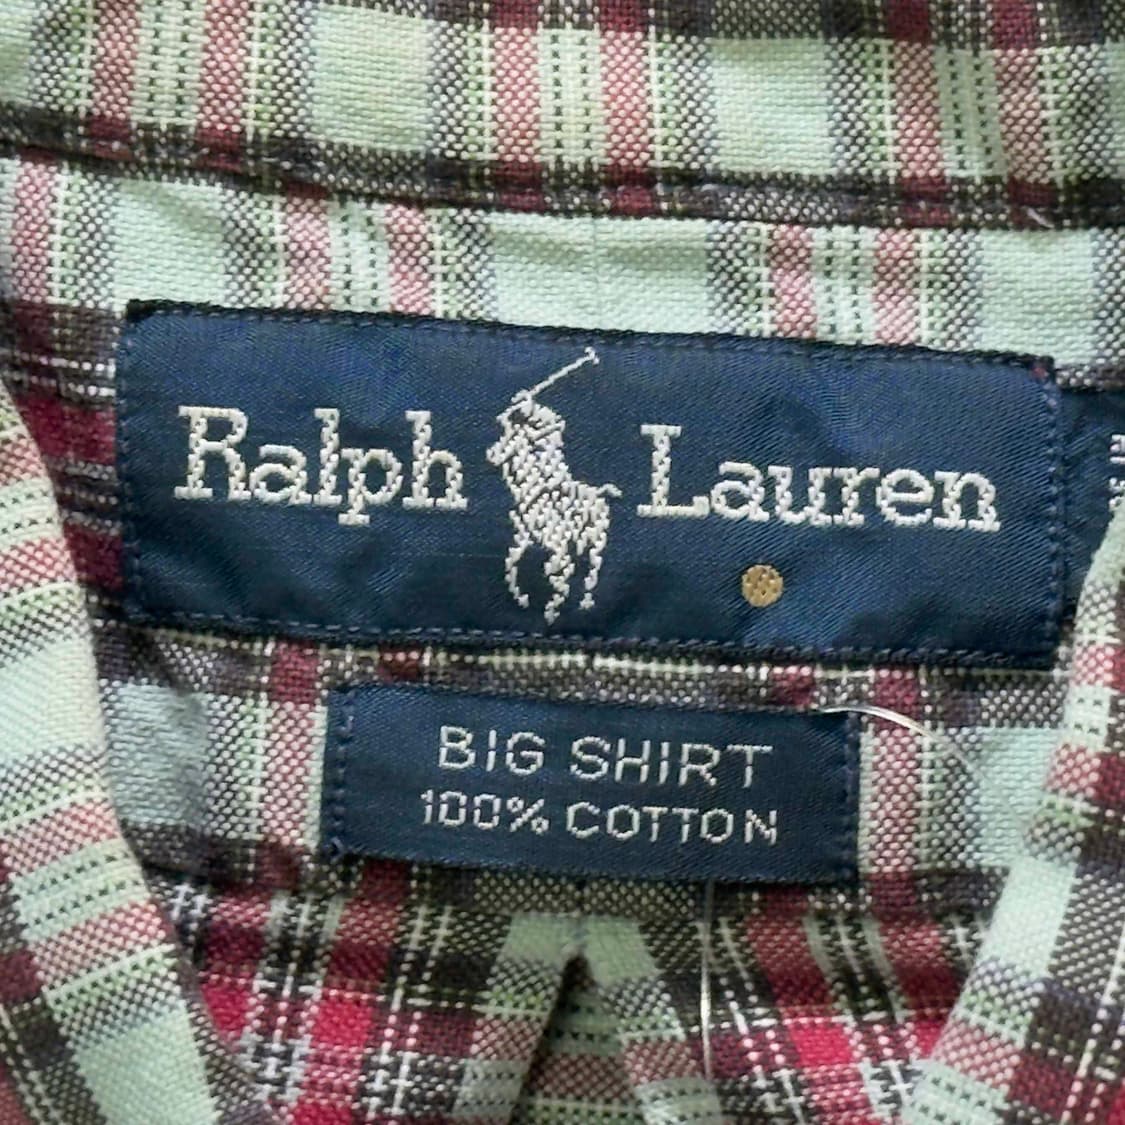 Ralph Lauren
BIG SHIRT
100% COTTON